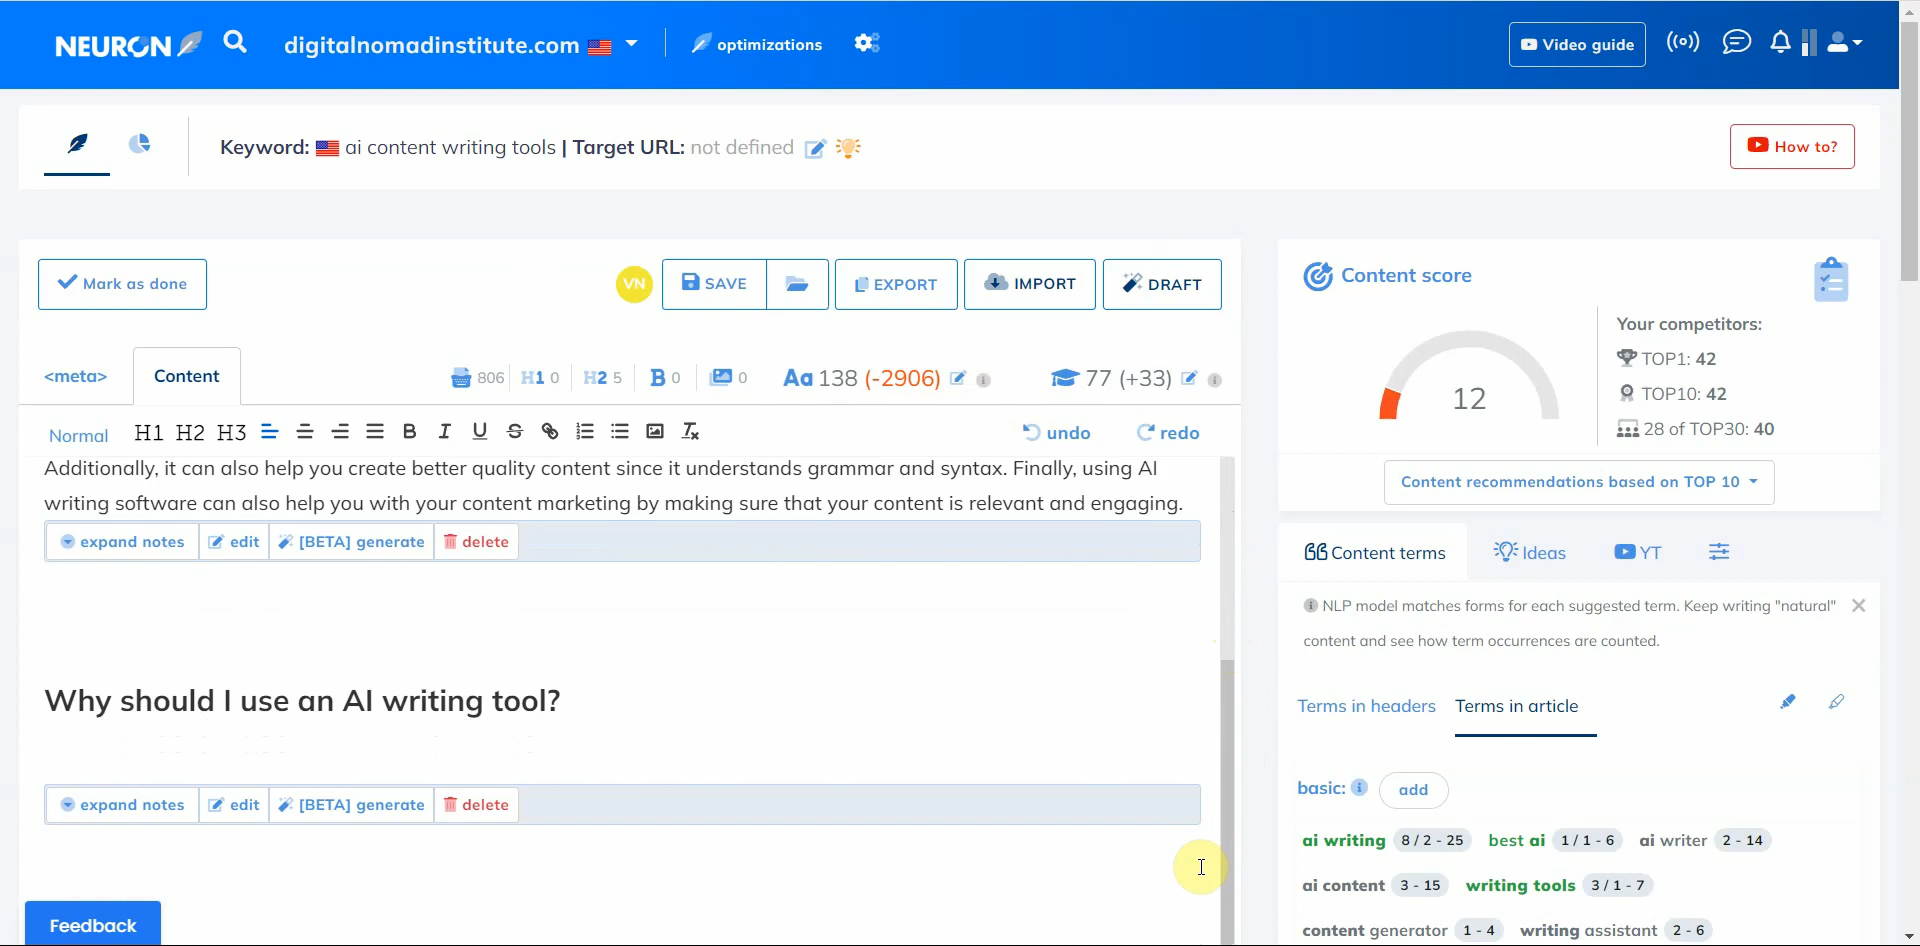 NEURON digitalnomadinstitute.com optimizations Video guide
Keyword: ai content writing tools | Target URL: not defined How to?
Mark as done VN SAVE EXPORT IMPORT DRAFT
<meta> Content 806 H1 0 H2 5 B 0 0 Aa 138 (-2906) 77 (+33)
Normal H1 H2 H3 B I U S undo redo
Additionally, it can also help you create better quality content since it understands grammar and syntax. Finally, using AI
writing software can also help you with your content marketing by making sure that your content is relevant and engaging.
expand notes edit [BETA] generate delete
Why should I use an AI writing tool?
expand notes edit [BETA] generate delete
Feedback
Content score
12
Your competitors:
TOP1: 42
TOP10: 42
28 of TOP30: 40
Content recommendations based on TOP 10
Content terms Ideas YT
NLP model matches forms for each suggested term. Keep writing "natural"
content and see how term occurrences are counted.
Terms in headers Terms in article
basic: add
ai writing 8 / 2 - 25 best ai 1 / 1 - 6 ai writer 2 - 14
ai content 3 - 15 writing tools 3 / 1 - 7
content generator 1 - 4 writing assistant 2 - 6